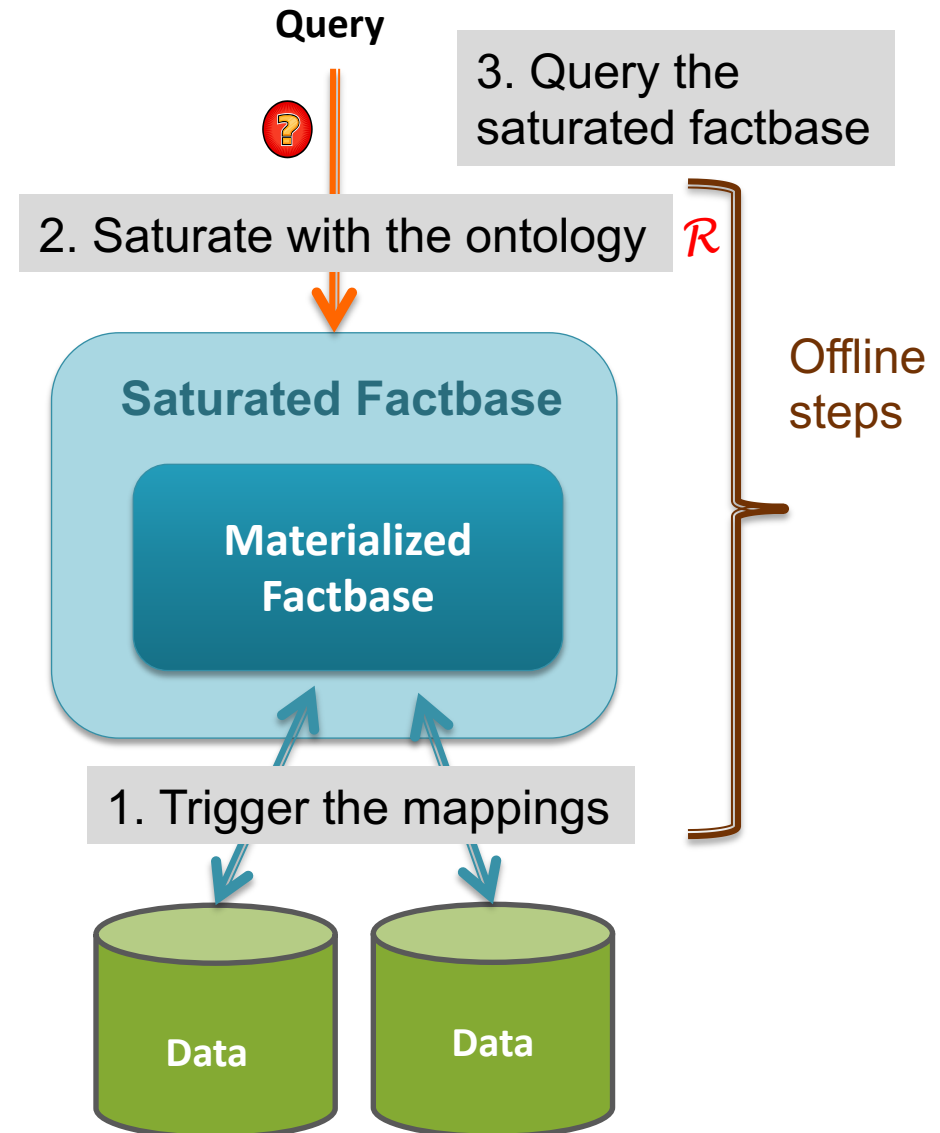 Query
3. Query the
saturated factbase
?
2. Saturate with the ontology ℛ
Offline
steps
Saturated Factbase
Materialized
Factbase
1. Trigger the mappings
Data
Data